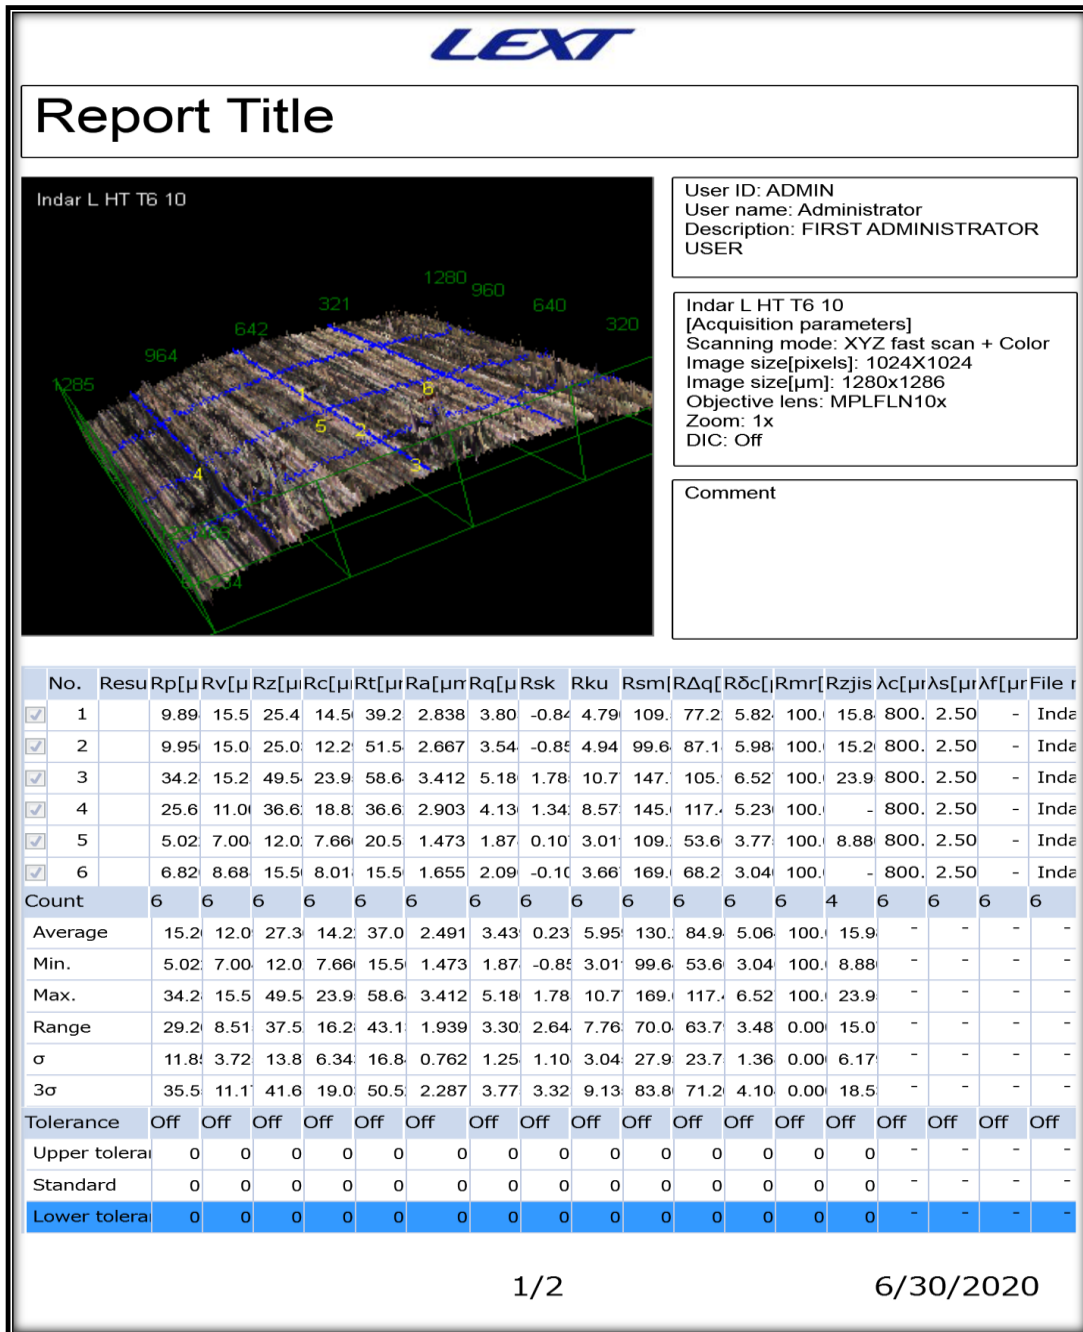 LEXT
Report Title
Indar L HT T6 10
1280
960
321
640
642
320
964
1285
1
6
5
2
4
3
User ID: ADMIN
User name: Administrator
Description: FIRST ADMINISTRATOR
USER
Indar L HT T6 10
[Acquisition parameters]
Scanning mode: XYZ fast scan + Color
Image size[pixels]: 1024X1024
Image size[µm]: 1280x1286
Objective lens: MPLFLN10x
Zoom: 1x
DIC: Off
Comment
No. Resu Rp[µ Rv[µ Rz[µ Rc[µ Rt[µ Ra[µm Rq[µ Rsk Rku Rsm[ RΔq[ Rδc[ Rmr[ Rzjis λc[µ λs[µ λf[µ File
1 9.89 15.5 25.4 14.5 39.2 2.838 3.80 -0.84 4.79 109. 77.2 5.82 100. 15.8 800. 2.50 - Inda
2 9.95 15.0 25.0 12.2 51.5 2.667 3.54 -0.85 4.94 99.6 87.1 5.98 100. 15.2 800. 2.50 - Inda
3 34.2 15.2 49.5 23.9 58.6 3.412 5.18 1.78 10.7 147. 105. 6.52 100. 23.9 800. 2.50 - Inda
4 25.6 11.0 36.6 18.8 36.6 2.903 4.13 1.34 8.57 145. 117. 5.23 100. - 800. 2.50 - Inda
5 5.02 7.00 12.0 7.66 20.5 1.473 1.87 0.10 3.01 109. 53.6 3.77 100. 8.88 800. 2.50 - Inda
6 6.82 8.68 15.5 8.01 15.5 1.655 2.09 -0.10 3.66 169. 68.2 3.04 100. - 800. 2.50 - Inda
Count 6 6 6 6 6 6 6 6 6 6 6 6 6 4 6 6 6 6
Average 15.2 12.0 27.3 14.2 37.0 2.491 3.43 0.23 5.95 130. 84.9 5.06 100. 15.9 - - - -
Min. 5.02 7.00 12.0 7.66 15.5 1.473 1.87 -0.85 3.01 99.6 53.6 3.04 100. 8.88 - - - -
Max. 34.2 15.5 49.5 23.9 58.6 3.412 5.18 1.78 10.7 169. 117. 6.52 100. 23.9 - - - -
Range 29.2 8.51 37.5 16.2 43.1 1.939 3.30 2.64 7.76 70.0 63.7 3.48 0.00 15.0 - - - -
σ 11.8 3.72 13.8 6.34 16.8 0.762 1.25 1.10 3.04 27.9 23.7 1.36 0.00 6.17 - - - -
3σ 35.5 11.1 41.6 19.0 50.5 2.287 3.77 3.32 9.13 83.8 71.2 4.10 0.00 18.5 - - - -
Tolerance Off Off Off Off Off Off Off Off Off Off Off Off Off Off Off Off Off Off
Upper tolera 0 0 0 0 0 0 0 0 0 0 0 0 0 0 - - - -
Standard 0 0 0 0 0 0 0 0 0 0 0 0 0 0 - - - -
Lower tolera 0 0 0 0 0 0 0 0 0 0 0 0 0 0 - - - -
1/2
6/30/2020